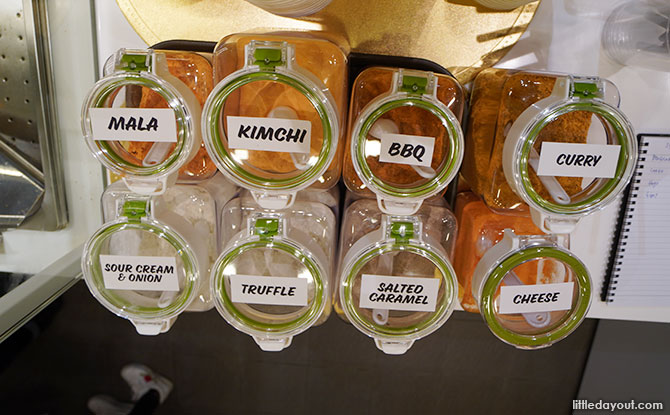 MALA
KIMCHI
BBQ
CURRY
SOUR CREAM
& ONION
TRUFFLE
SALTED
CARAMEL
CHEESE
littledayout.com